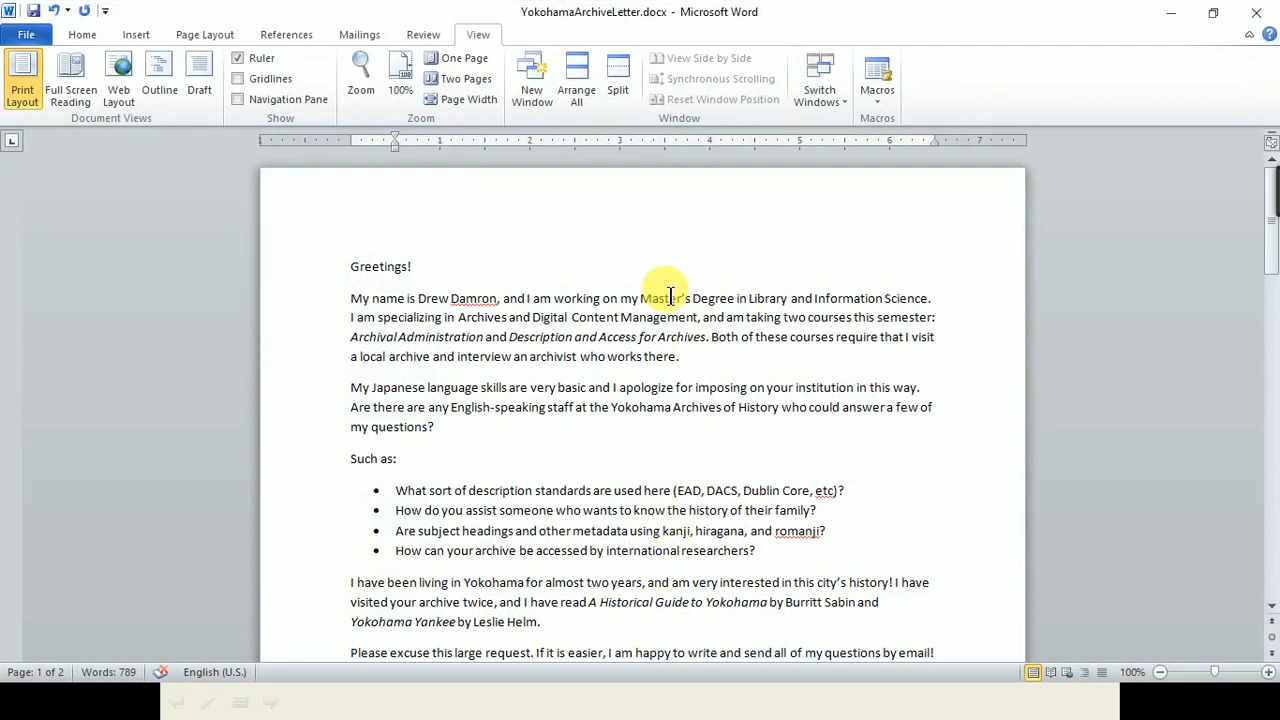 YokohamaArchiveLetter.docx - Microsoft Word
File Home Insert Page Layout References Mailings Review View
Print Layout
Full Screen Reading
Web Layout
Outline
Draft
Document Views
Ruler
Gridlines
Navigation Pane
Show
Zoom
100
100%
One Page
Two Pages
Page Width
Zoom
New Window
Arrange All
Split
View Side by Side
Synchronous Scrolling
Reset Window Position
Window
Switch Windows
Macros
Macros
1 1 2 3 4 5 6 7
Greetings!
My name is Drew Damron, and I am working on my Master's Degree in Library and Information Science.
I am specializing in Archives and Digital Content Management, and am taking two courses this semester:
Archival Administration and Description and Access for Archives. Both of these courses require that I visit
a local archive and interview an archivist who works there.
My Japanese language skills are very basic and I apologize for imposing on your institution in this way.
Are there are any English-speaking staff at the Yokohama Archives of History who could answer a few of
my questions?
Such as:
• What sort of description standards are used here (EAD, DACS, Dublin Core, etc)?
• How do you assist someone who wants to know the history of their family?
• Are subject headings and other metadata using kanji, hiragana, and romanji?
• How can your archive be accessed by international researchers?
I have been living in Yokohama for almost two years, and am very interested in this city's history! I have
visited your archive twice, and I have read A Historical Guide to Yokohama by Burritt Sabin and
Yokohama Yankee by Leslie Helm.
Please excuse this large request. If it is easier, I am happy to write and send all of my questions by email!
Page: 1 of 2 Words: 789 English (U.S.) 100%